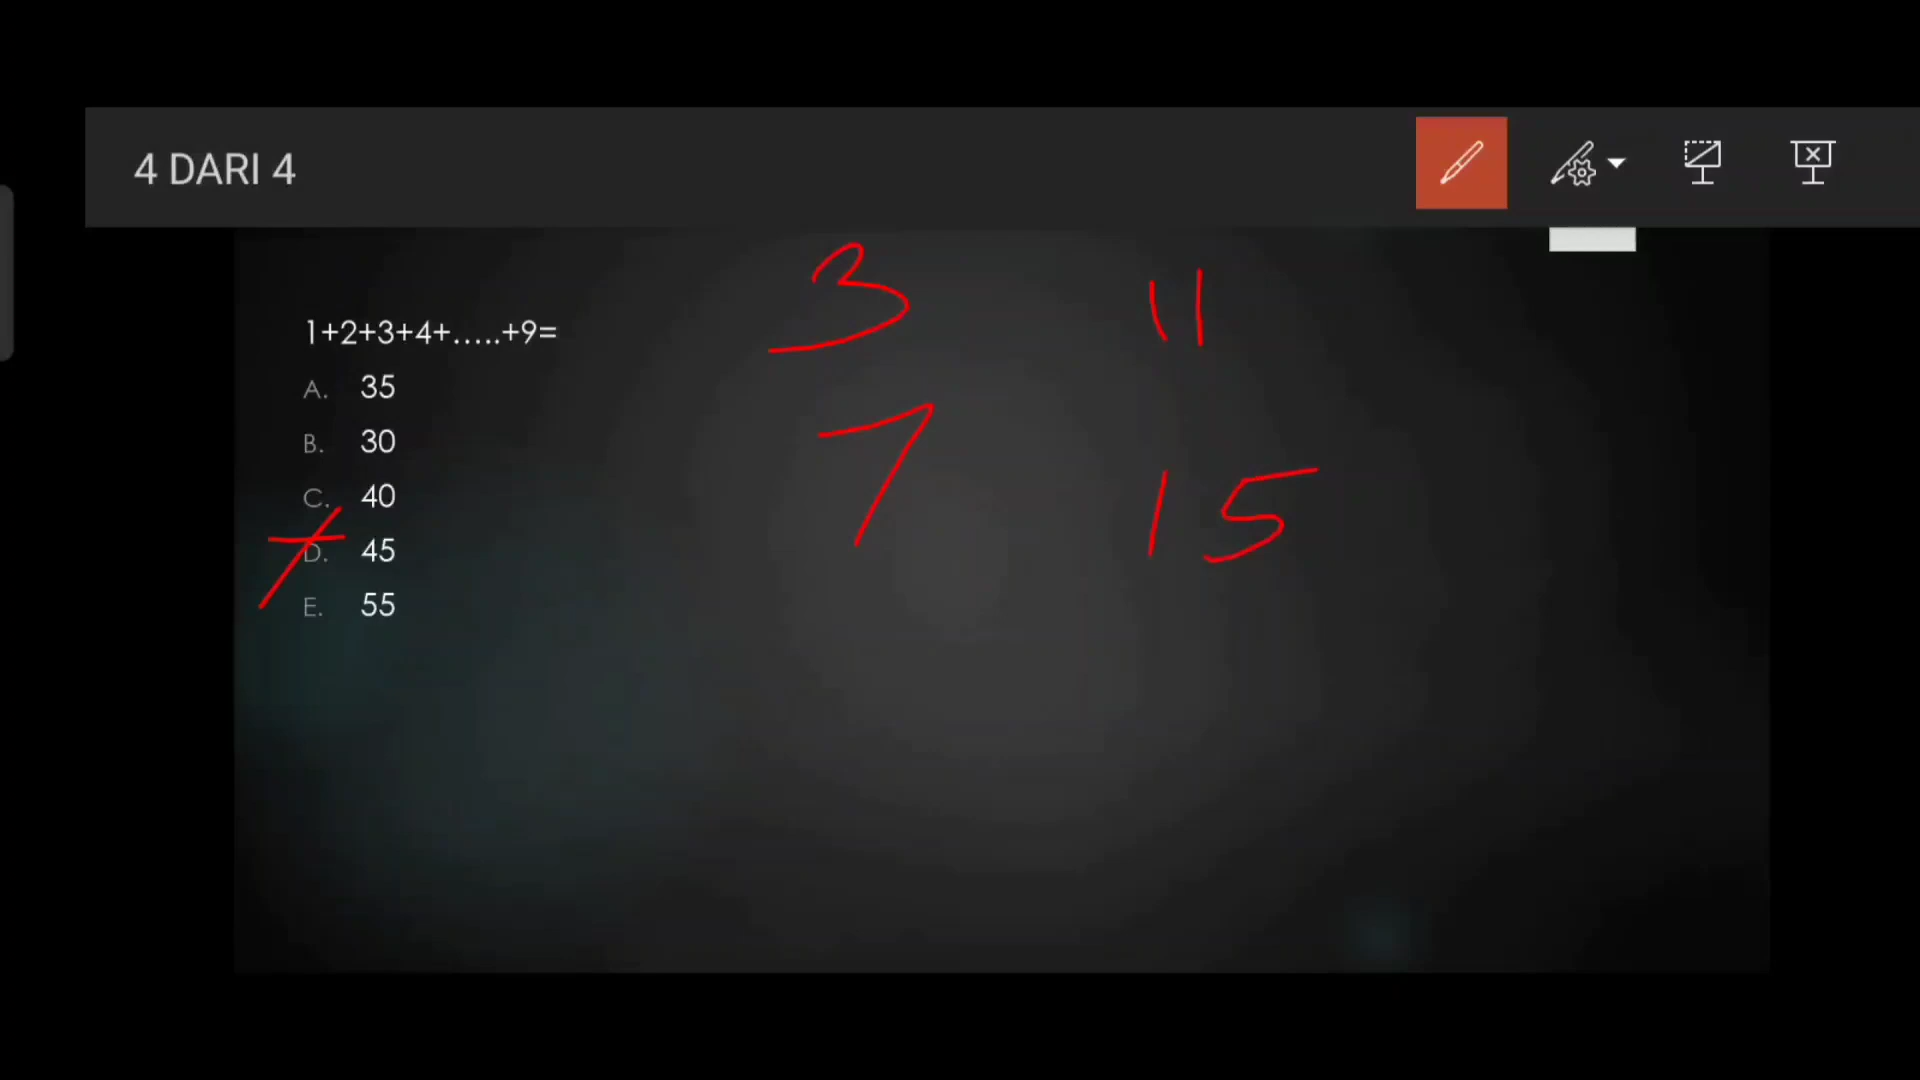 4 DARI 4
1+2+3+4+.....+9=
A. 35
B. 30
C. 40
D. 45
E. 55
3 11
7 15